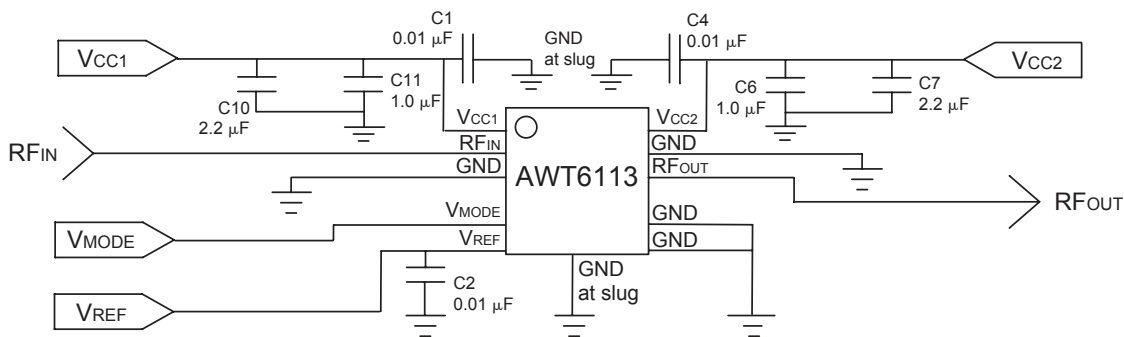 C1
0.01 µF
C4
0.01 µF
GND
at slug
VCC1
VCC2
C10
2.2 µF
C11
1.0 µF
C6
1.0 µF
C7
2.2 µF
VCC1
VCC2
RFIN
RFIN
GND
GND
RFOUT
AWT6113
RFOUT
VMODE
VMODE
GND
VREF
GND
C2
0.01 µF
GND
at slug
VREF